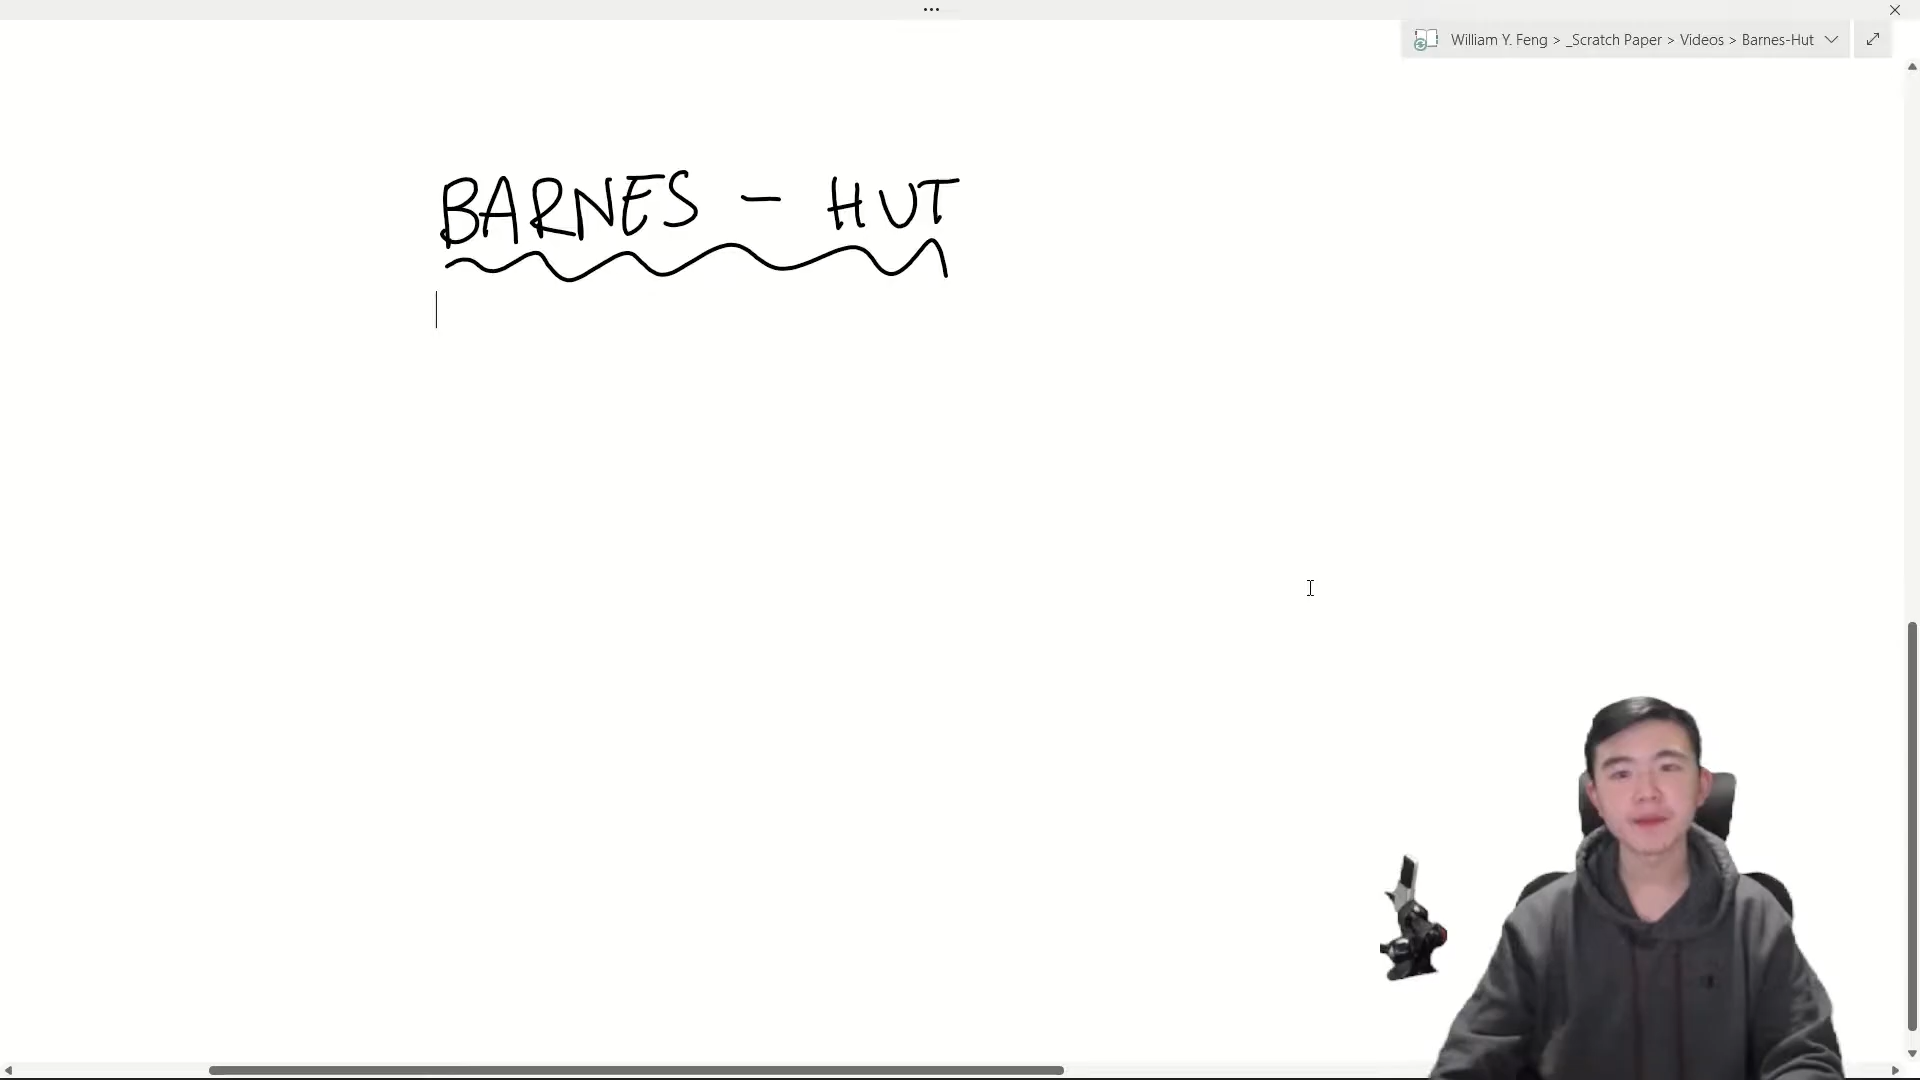 William Y. Feng > _Scratch Paper > Videos > Barnes-Hut
BARNES - HUT